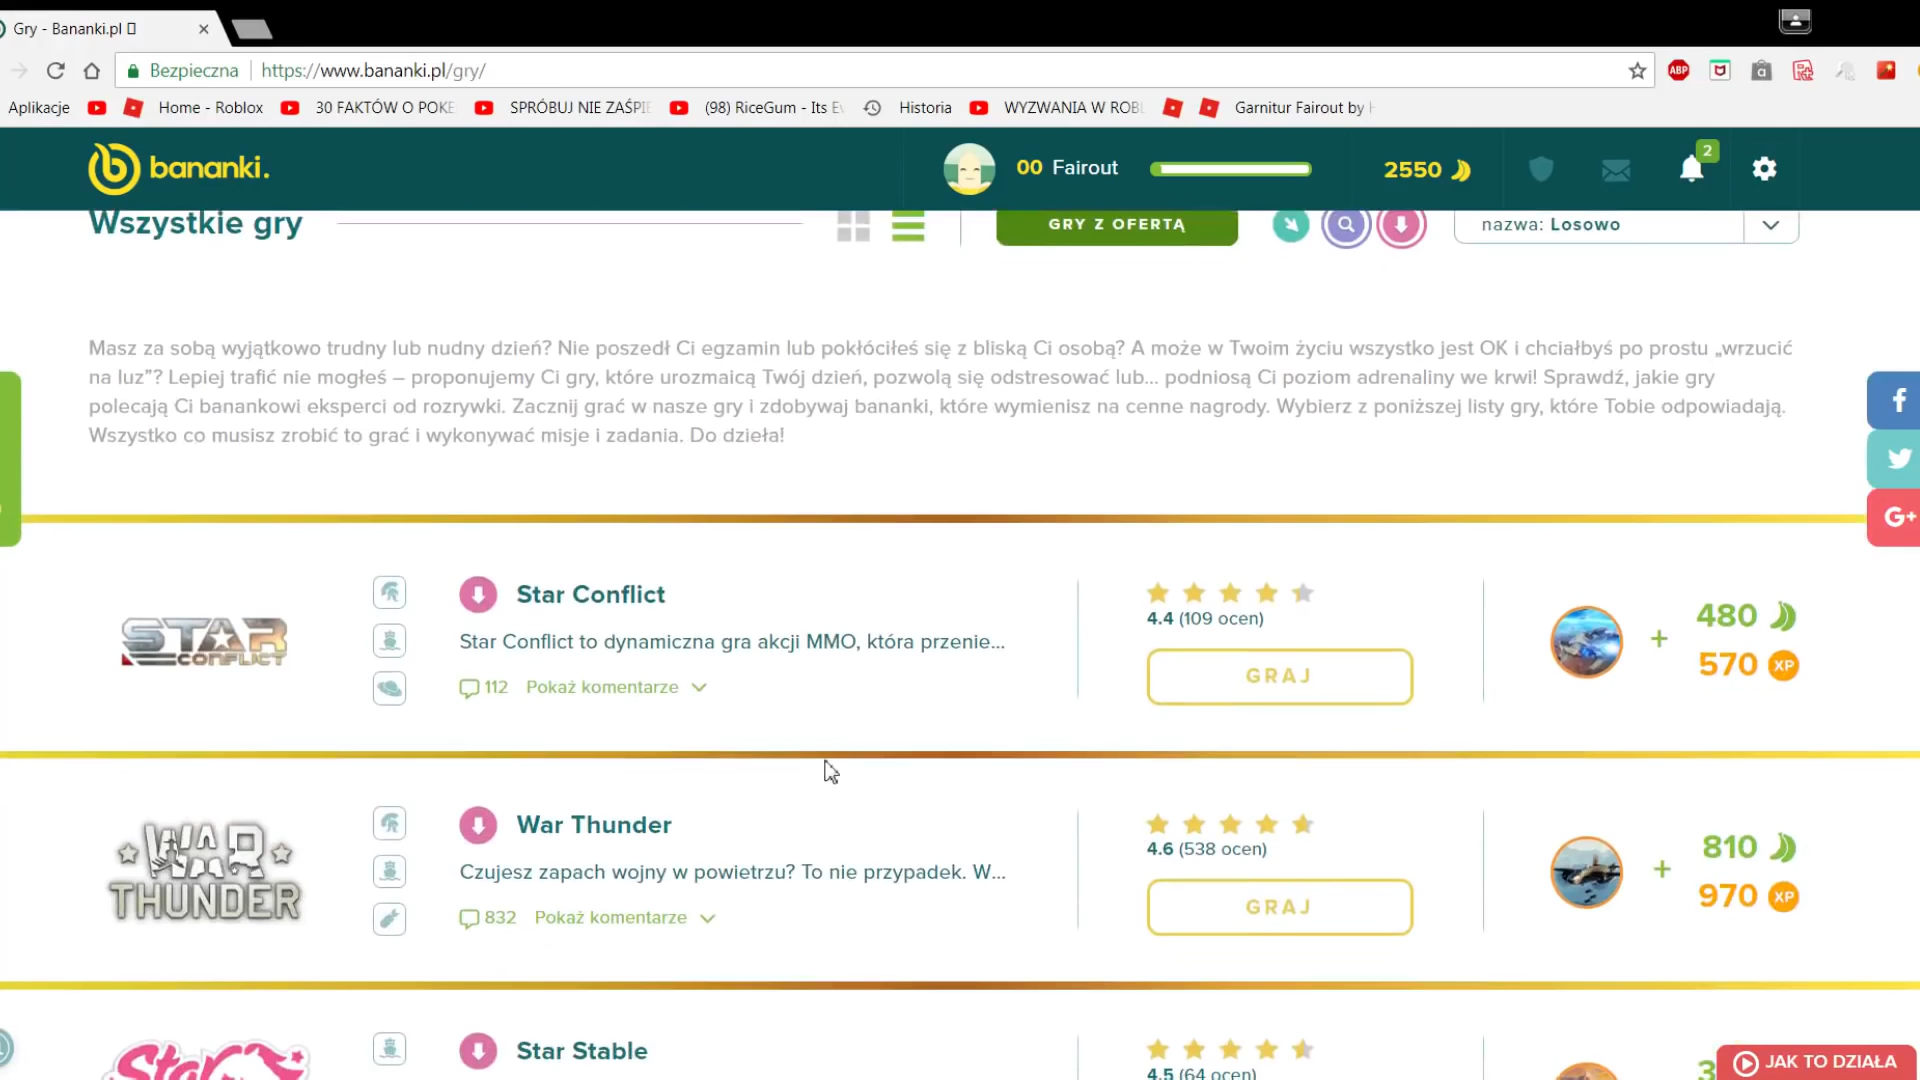 Gry - Bananki.pl
Bezpieczna https://www.bananki.pl/gry/
ABP
Aplikacje Home - Roblox 30 FAKTÓW O POKE SPRÓBUJ NIE ZAŚPI (98) RiceGum - Its Ev Historia WYZWANIA W ROBL Garnitur Fairout by
bananki. 00 Fairout 2550 2
Wszystkie gry GRY Z OFERTĄ nazwa: Losowo
Masz za sobą wyjątkowo trudny lub nudny dzień? Nie poszedł Ci egzamin lub pokłóciłeś się z bliską Ci osobą? A może w Twoim życiu wszystko jest OK i chciałbyś po prostu „wrzucić
na luz”? Lepiej trafić nie mogłeś – proponujemy Ci gry, które urozmaicą Twój dzień, pozwolą się odstresować lub... podniosą Ci poziom adrenaliny we krwi! Sprawdź, jakie gry
polecają Ci banankowi eksperci od rozrywki. Zacznij grać w nasze gry i zdobywaj bananki, które wymienisz na cenne nagrody. Wybierz z poniższej listy gry, które Tobie odpowiadają.
Wszystko co musisz zrobić to grać i wykonywać misje i zadania. Do dzieła!
G+
STAR
CONFLICT
Star Conflict
Star Conflict to dynamiczna gra akcji MMO, która przenie...
112 Pokaż komentarze
4.4 (109 ocen)
GRAJ
+ 480
570 XP
WAR
THUNDER
War Thunder
Czujesz zapach wojny w powietrzu? To nie przypadek. W...
832 Pokaż komentarze
4.6 (538 ocen)
GRAJ
+ 810
970 XP
Star
Star Stable
4.5 (64 ocen)
3
JAK TO DZIAŁA